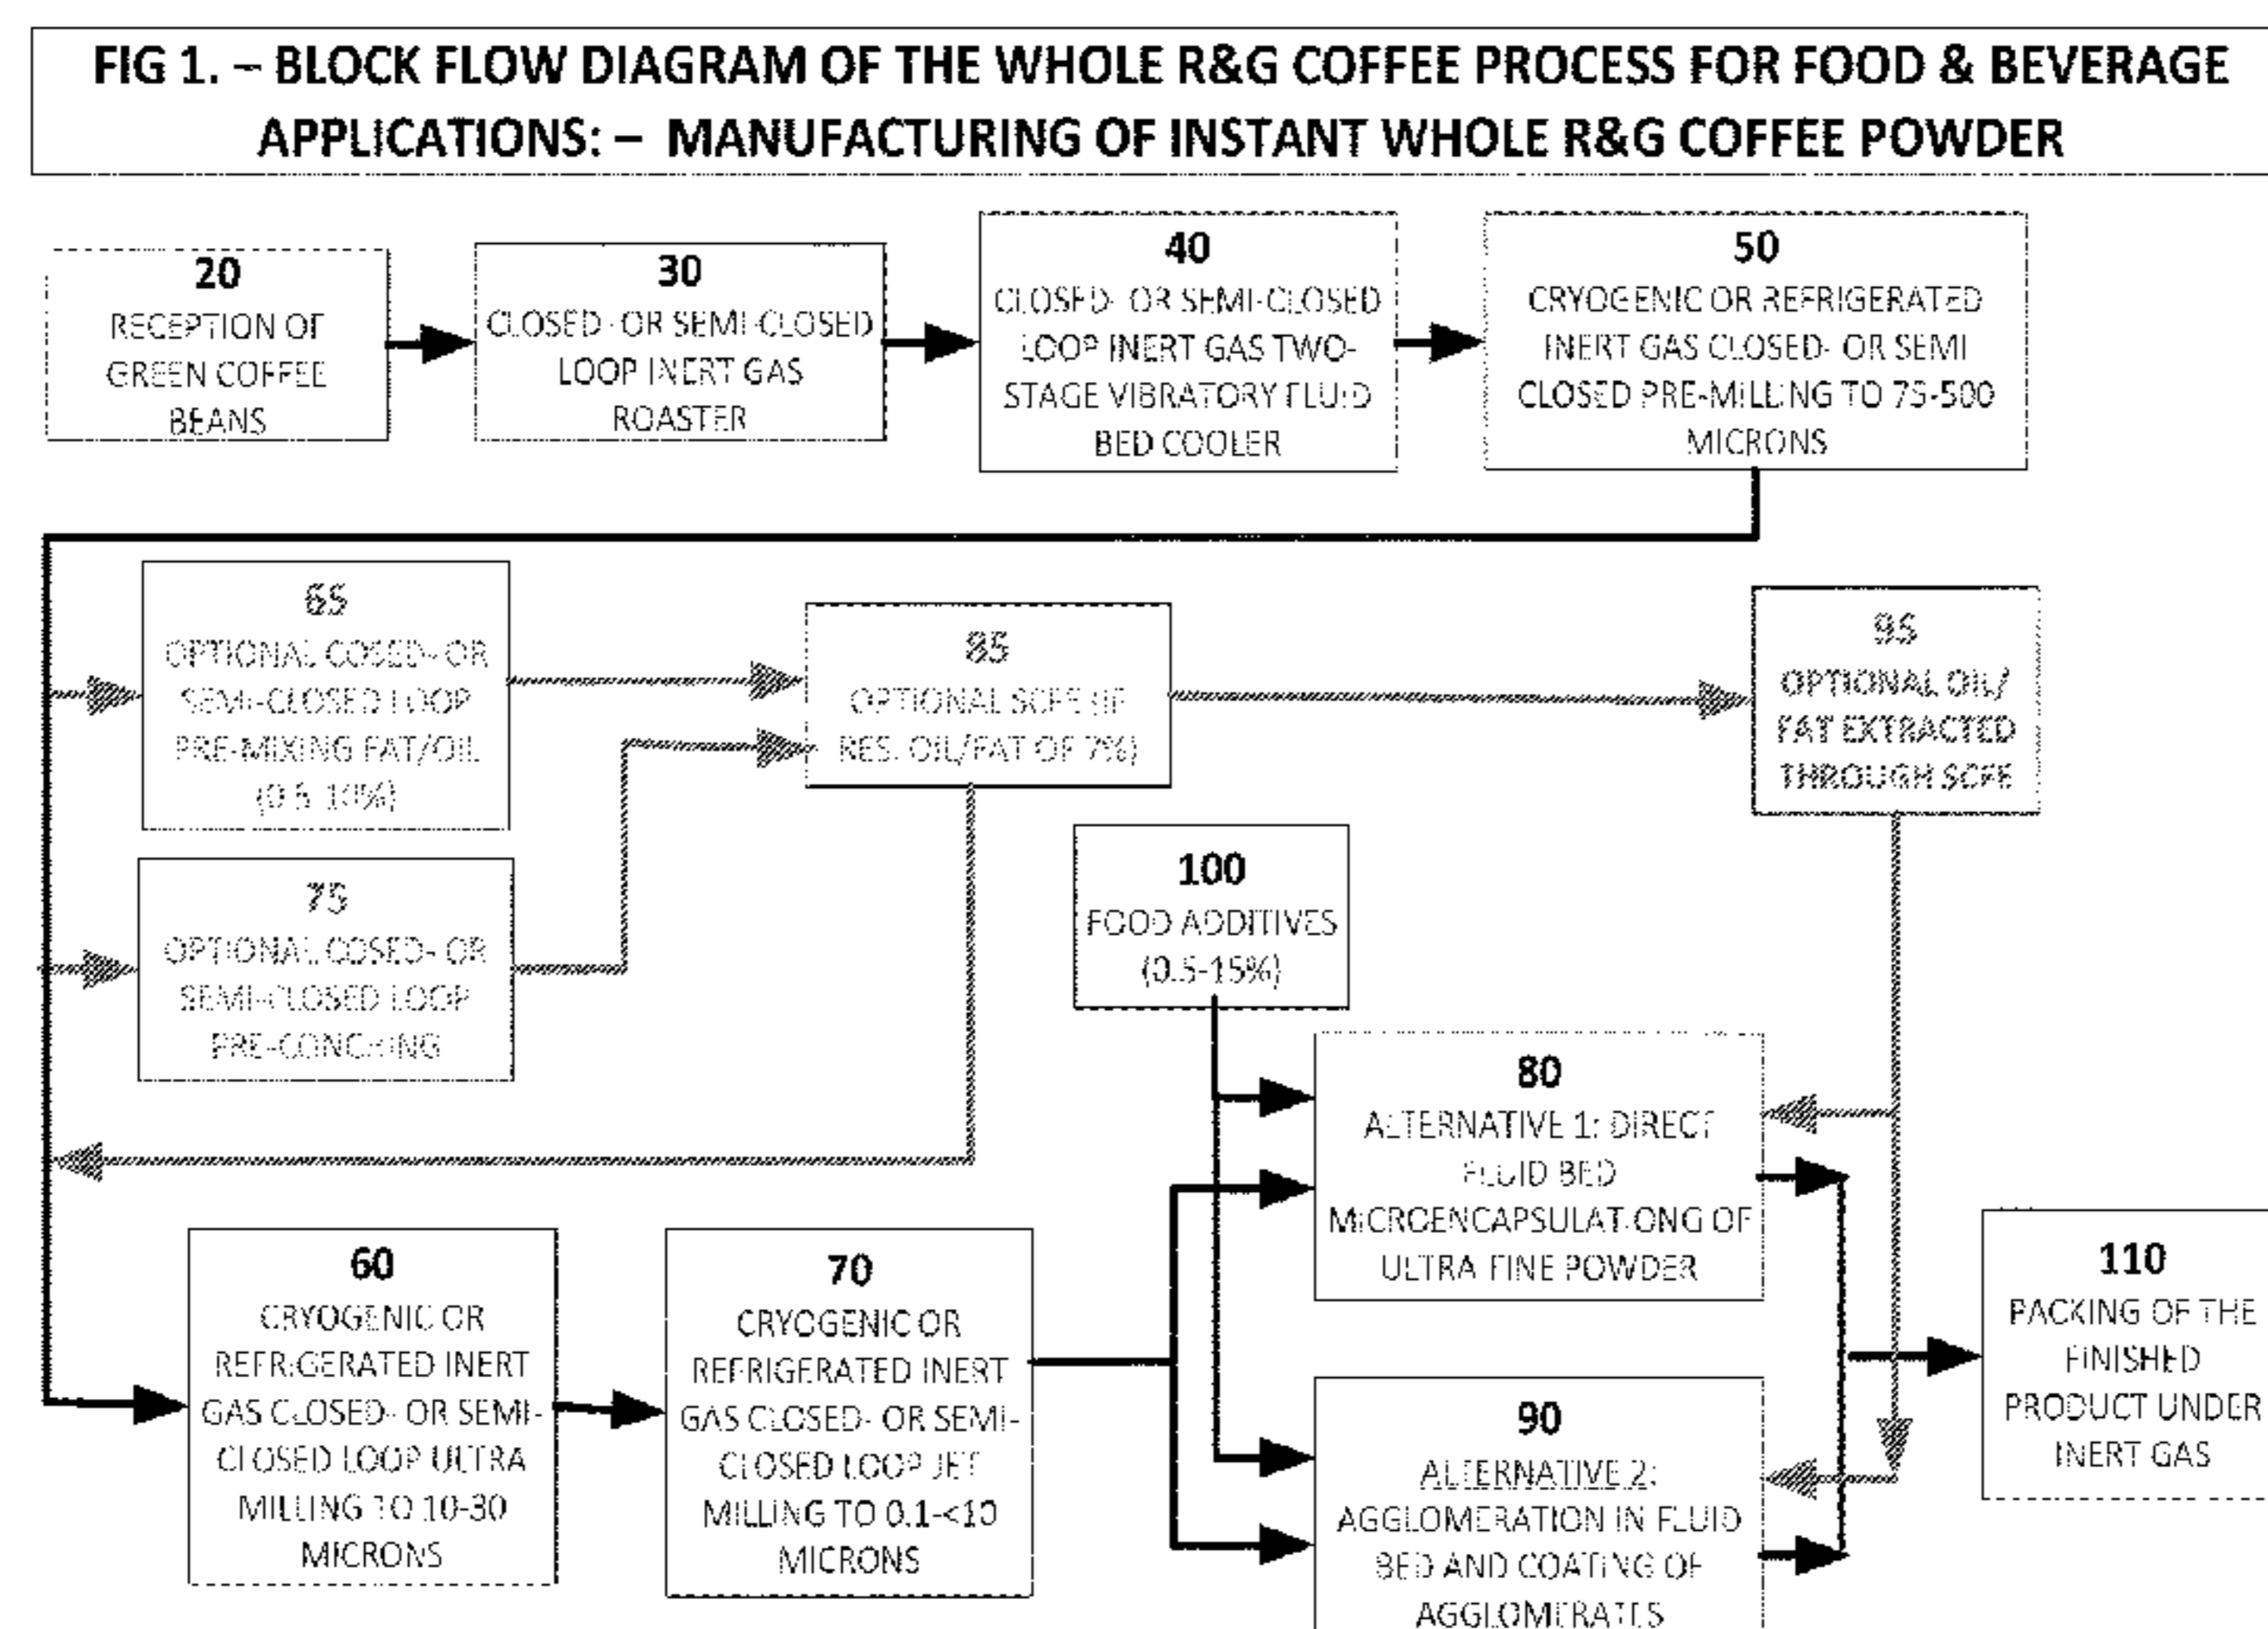 FIG 1. – BLOCK FLOW DIAGRAM OF THE WHOLE R&G COFFEE PROCESS FOR FOOD & BEVERAGE
APPLICATIONS: – MANUFACTURING OF INSTANT WHOLE R&G COFFEE POWDER
20
RECEPTION OF
GREEN COFFEE
BEANS
30
CLOSED- OR SEMI-CLOSED
LOOP INERT GAS
ROASTER
40
CLOSED- OR SEMI-CLOSED
LOOP INERT GAS TWO-
STAGE VIBRATORY FLUID
BED COOLER
50
CRYOGENIC OR REFRIGERATED
INERT GAS CLOSED- OR SEMI
CLOSED PRE-MILLING TO 75-500
MICRONS
65
OPTIONAL COSED- OR
SEMI-CLOSED LOOP
PRE-MIXING FAT/OIL
(0.5-10%)
85
OPTIONAL SCFE (IF
RES. OIL/FAT OF 7%)
95
OPTIONAL OIL/
FAT EXTRACTED
THROUGH SCFE
75
OPTIONAL COSED- OR
SEMI-CLOSED LOOP
PRE-CONCHING
100
FOOD ADDITIVES
(0.5-15%)
80
ALTERNATIVE 1: DIRECT
FLUID BED
MICROENCAPSULATIONG OF
ULTRA FINE POWDER
60
CRYOGENIC OR
REFRIGERATED INERT
GAS CLOSED- OR SEMI-
CLOSED LOOP ULTRA
MILLING TO 10-30
MICRONS
70
CRYOGENIC OR
REFRIGERATED INERT
GAS CLOSED- OR SEMI-
CLOSED LOOP JET
MILLING TO 0.1-<10
MICRONS
90
ALTERNATIVE 2:
AGGLOMERATION IN FLUID
BED AND COATING OF
AGGLOMERATES
110
PACKING OF THE
FINISHED
PRODUCT UNDER
INERT GAS